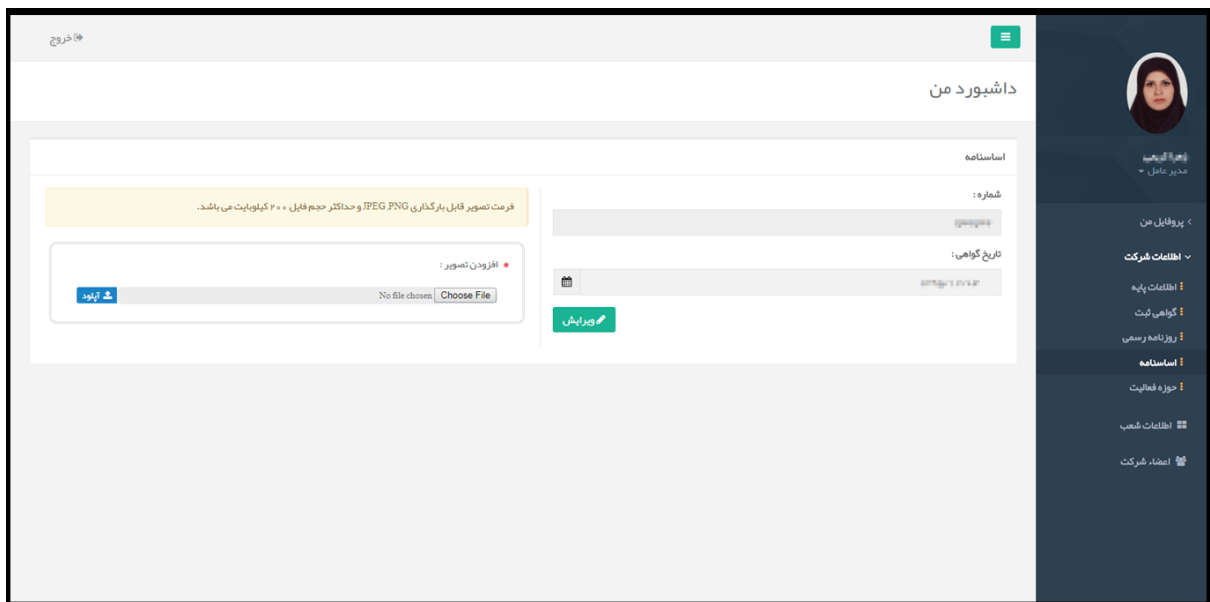 خروج
داشبورد من
مدیر عامل
پروفایل من
اطلاعات شرکت
اطلاعات پایه
گواهی ثبت
روزنامه رسمی
اساسنامه
حوزه فعالیت
اطلاعات شعب
اعضاء شرکت
اساسنامه
شماره :
تاریخ گواهی :
ویرایش
فرمت تصویر قابل بارگذاری JPEG,PNG و حداکثر حجم فایل ۲۰۰ کیلوبایت می باشد.
افزودن تصویر :
Choose File No file chosen آپلود